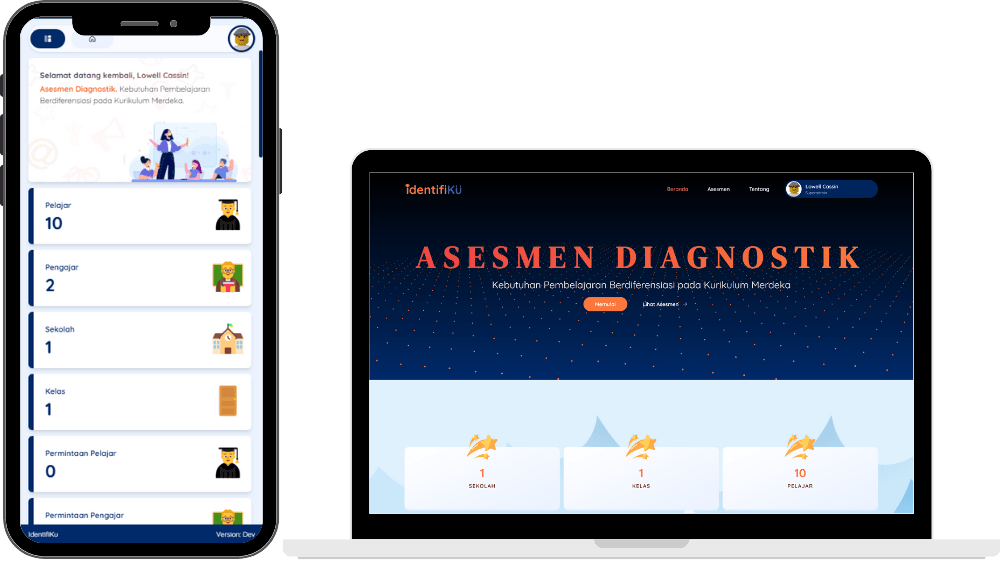 Selamat datang kembali, Lowell Cassin!
Asesmen Diagnostik. Kebutuhan Pembelajaran
Berdiferensiasi pada Kurikulum Merdeka.
Pelajar
10
Pengajar
2
Sekolah
1
Kelas
1
Permintaan Pelajar
0
Permintaan Pengajar
IdentifiKu
Version: Dev
identifiKU
Beranda
Asesmen
Tentang
Lowell Cassin
ASESMEN DIAGNOSTIK
Kebutuhan Pembelajaran Berdiferensiasi pada Kurikulum Merdeka
Memulai
Lihat Asesmen →
1
SEKOLAH
1
KELAS
10
PELAJAR